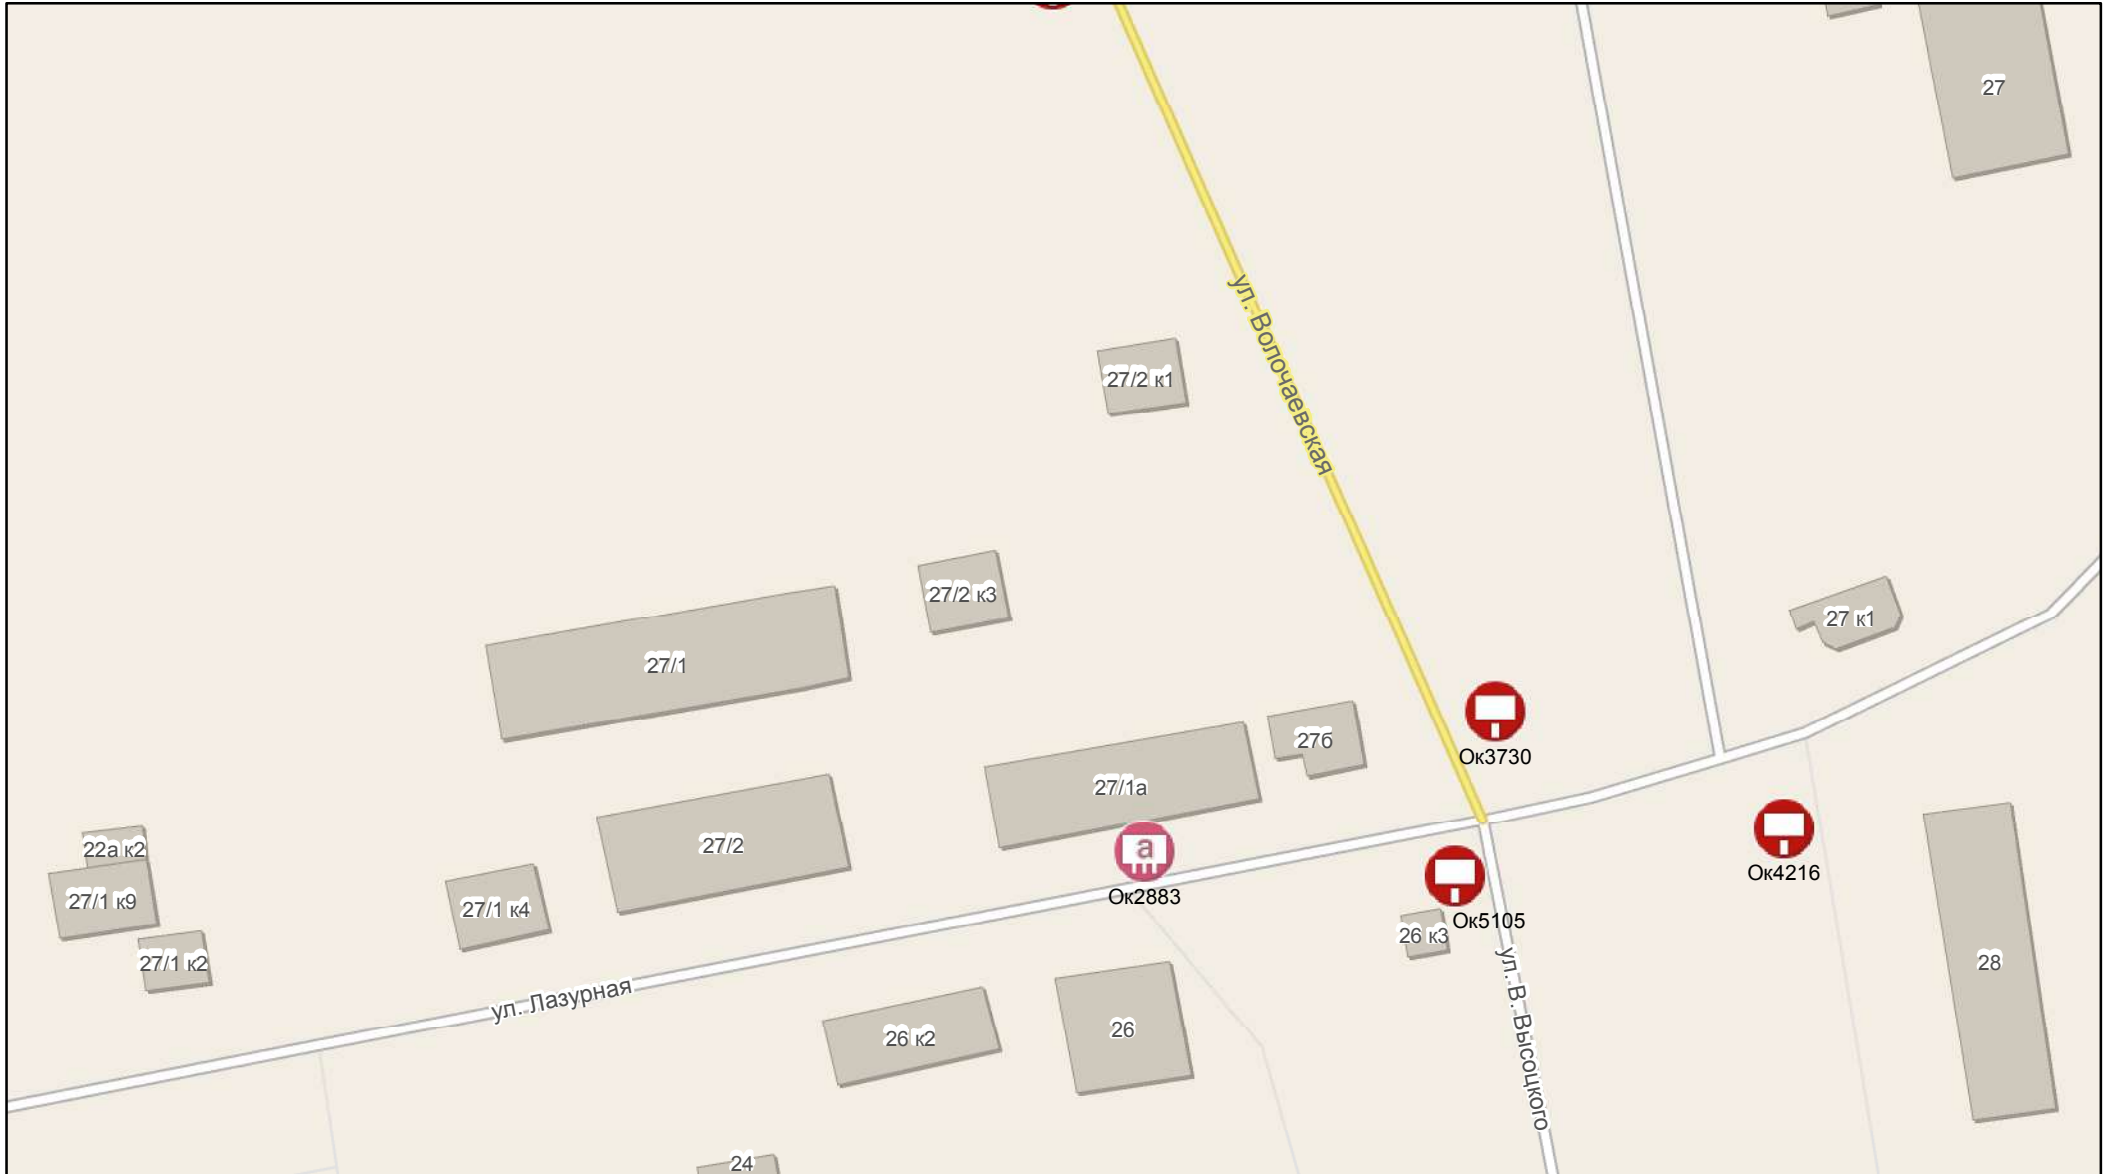 27
ул. Волочаевская
27/2 к1
27/2 к3
27 к1
27/1
27б
Ок3730
27/1а
27/2
22а к2
а
Ок4216
Ок2883
27/1 к9
27/1 к4
Ок5105
26 к3
27/1 к2
28
ул. Лазурная
26 к2
26
ул. В. Высоцкого
24